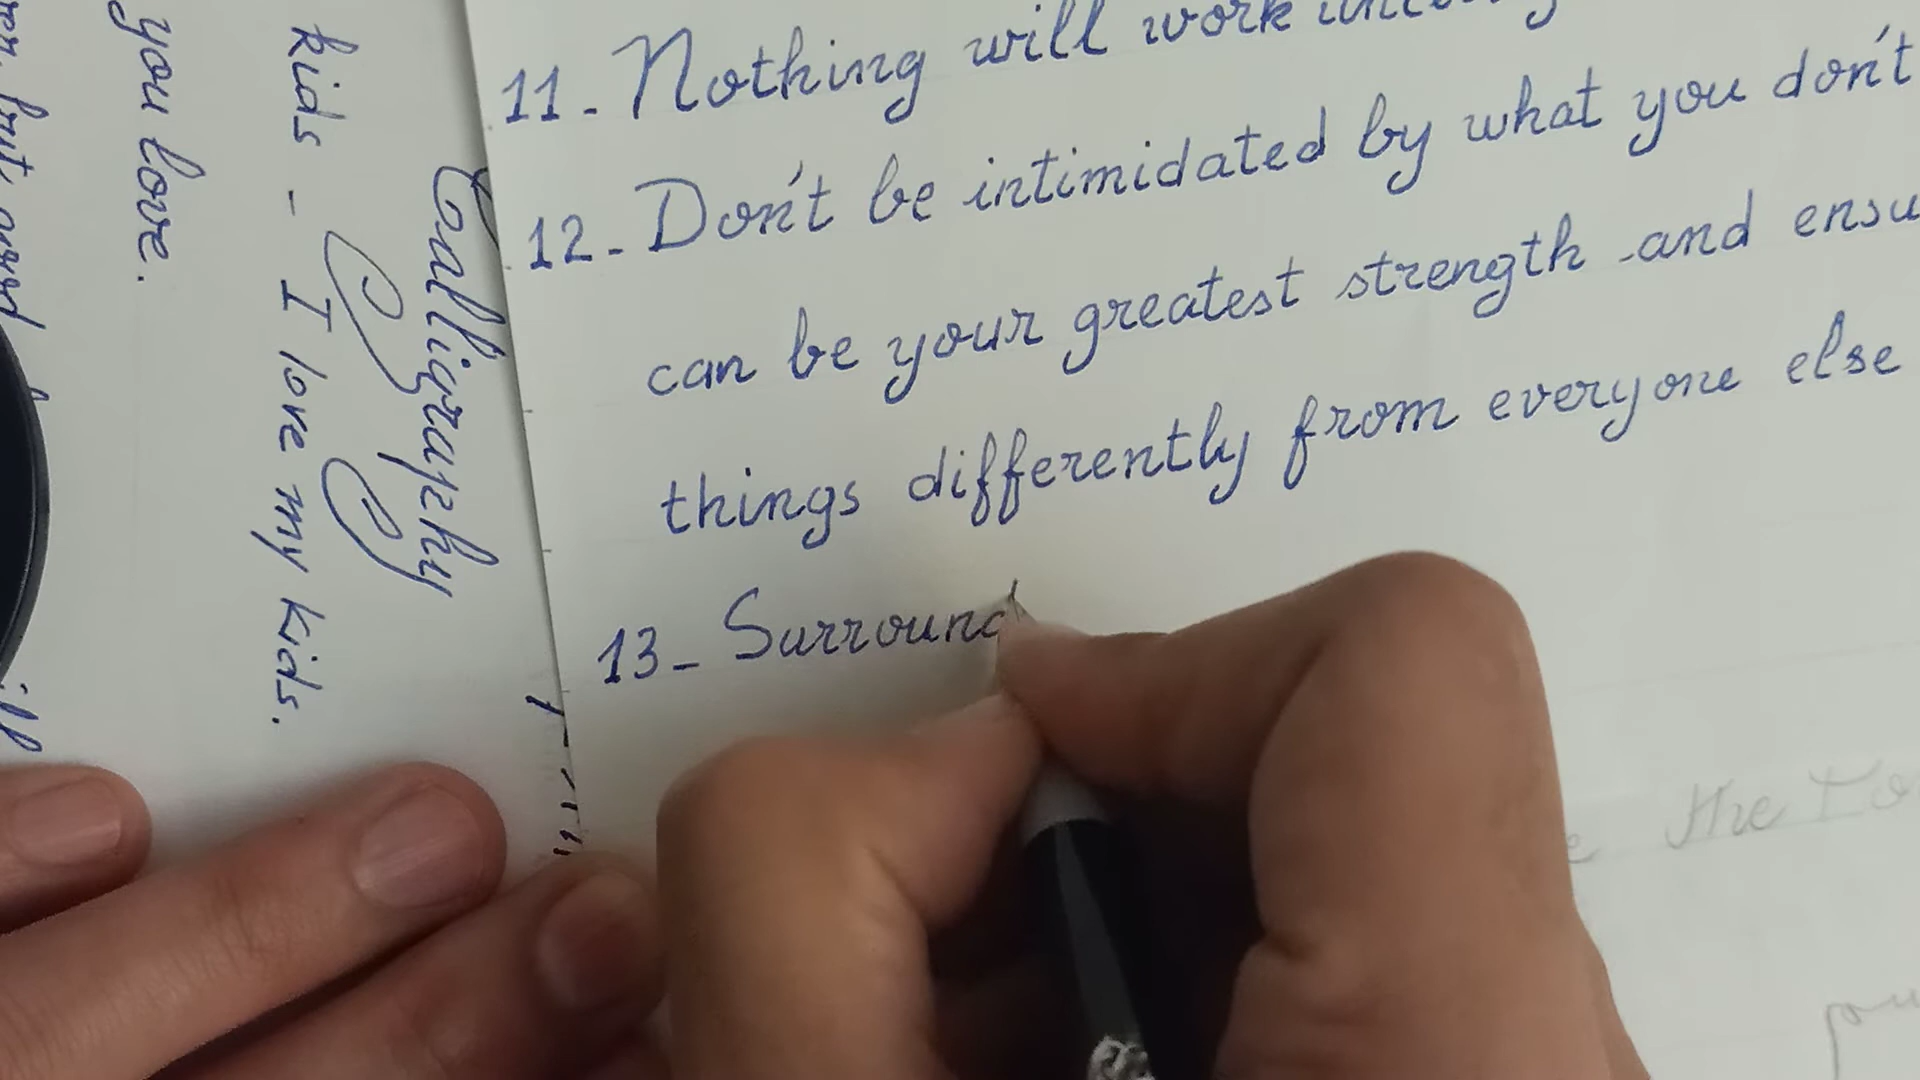 11 - Nothing will work
12 - Don't be intimidated by what you don't
can be your greatest strength and
things differently from everyone else
13 - Surround
you love.
kids - I love my kids.
Calligraphy
the